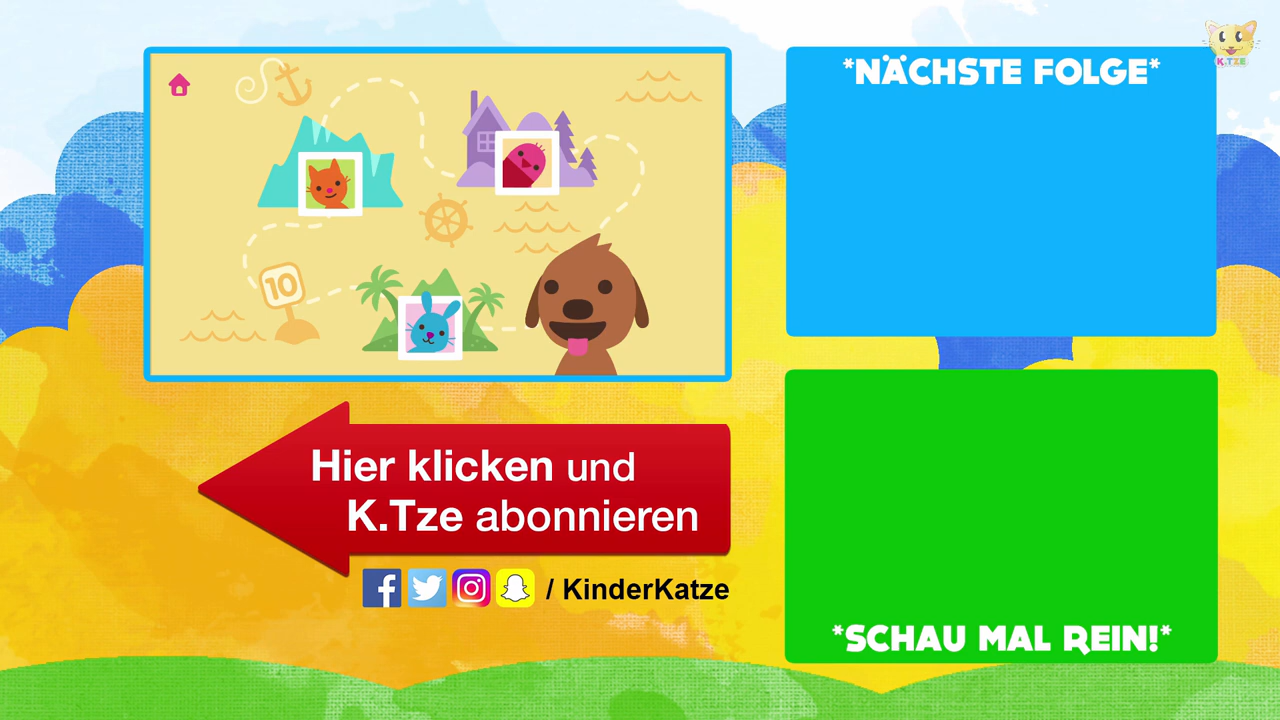 K.TZE
*NÄCHSTE FOLGE*
10
Hier klicken und
K.Tze abonnieren
/ KinderKatze
*SCHAU MAL REIN!*